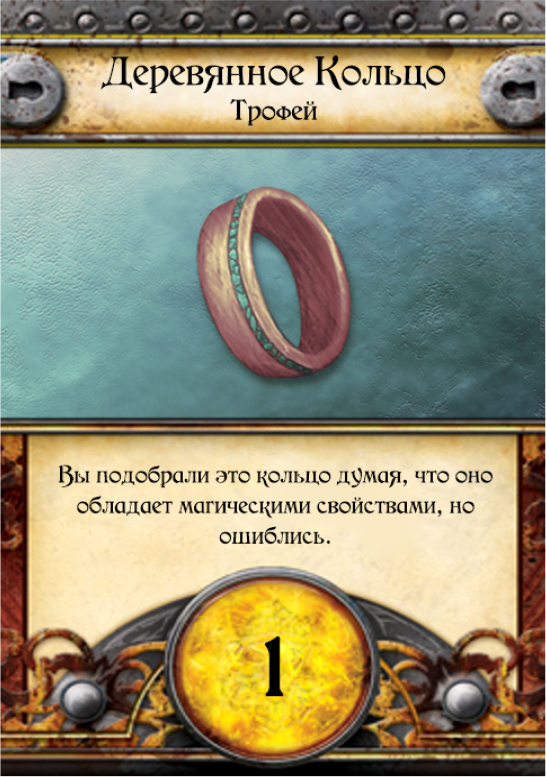 Деревянное Кольцо
Трофей
Вы подобрали это кольцо думая, что оно
обладает магическими свойствами, но
ошиблись.
1